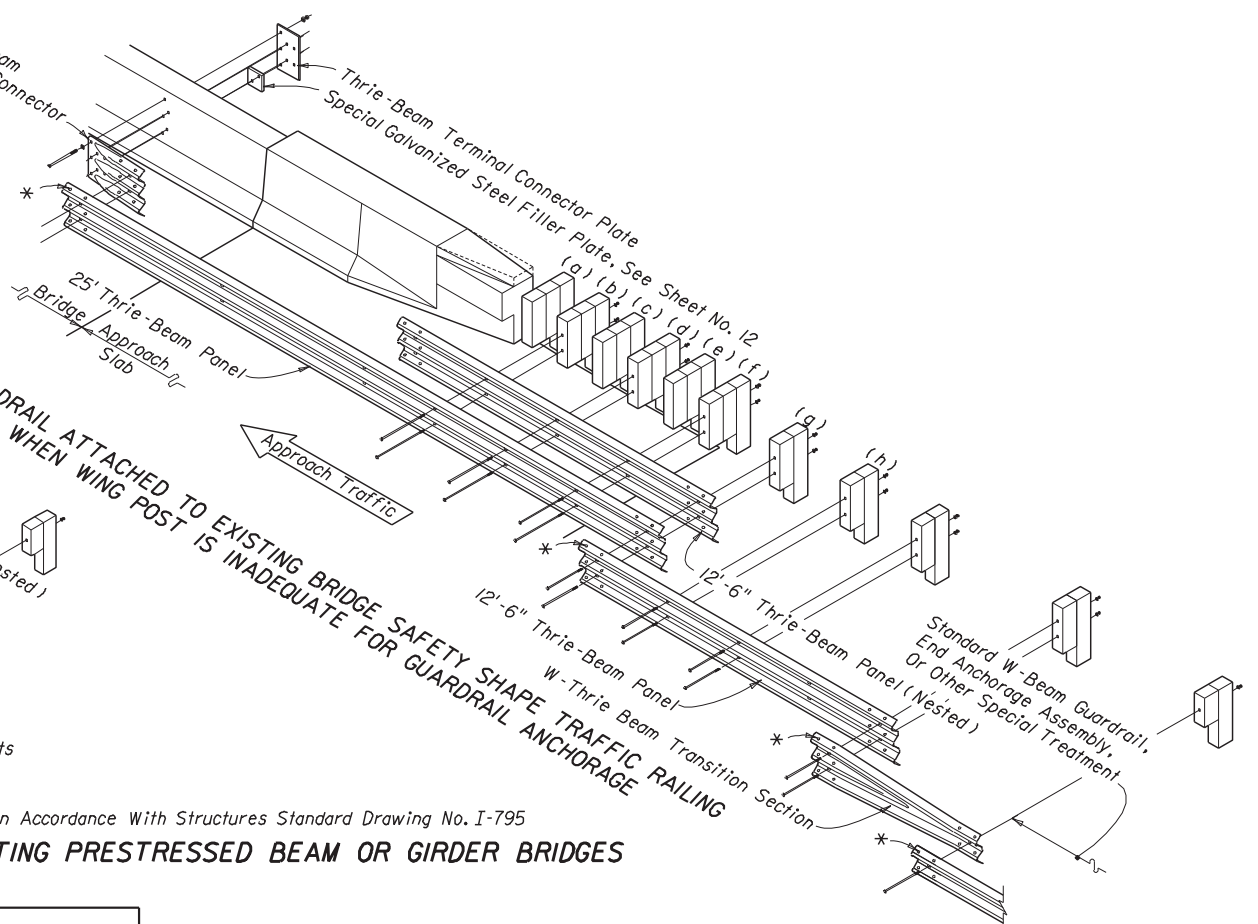 Connector
Thrie-Beam Terminal Connector Plate
Special Galvanized Steel Filler Plate, See Sheet No. 12
*
(a) (b) (c) (d) (e) (f)
(g)
(h)
25' Thrie-Beam Panel
Bridge
Approach
Slab
Approach Traffic
ATTACHED TO EXISTING BRIDGE SAFETY SHAPE TRAFFIC RAILING
WHEN WING POST IS INADEQUATE FOR GUARDRAIL ANCHORAGE
*
12'-6" Thrie-Beam Panel (Nested)
12'-6" Thrie-Beam Panel
W-Thrie Beam Transition Section
Standard W-Beam Guardrail,
End Anchorage Assembly,
Or Other Special Treatment
*
*
Accordance With Structures Standard Drawing No. I-795
PRESTRESSED BEAM OR GIRDER BRIDGES